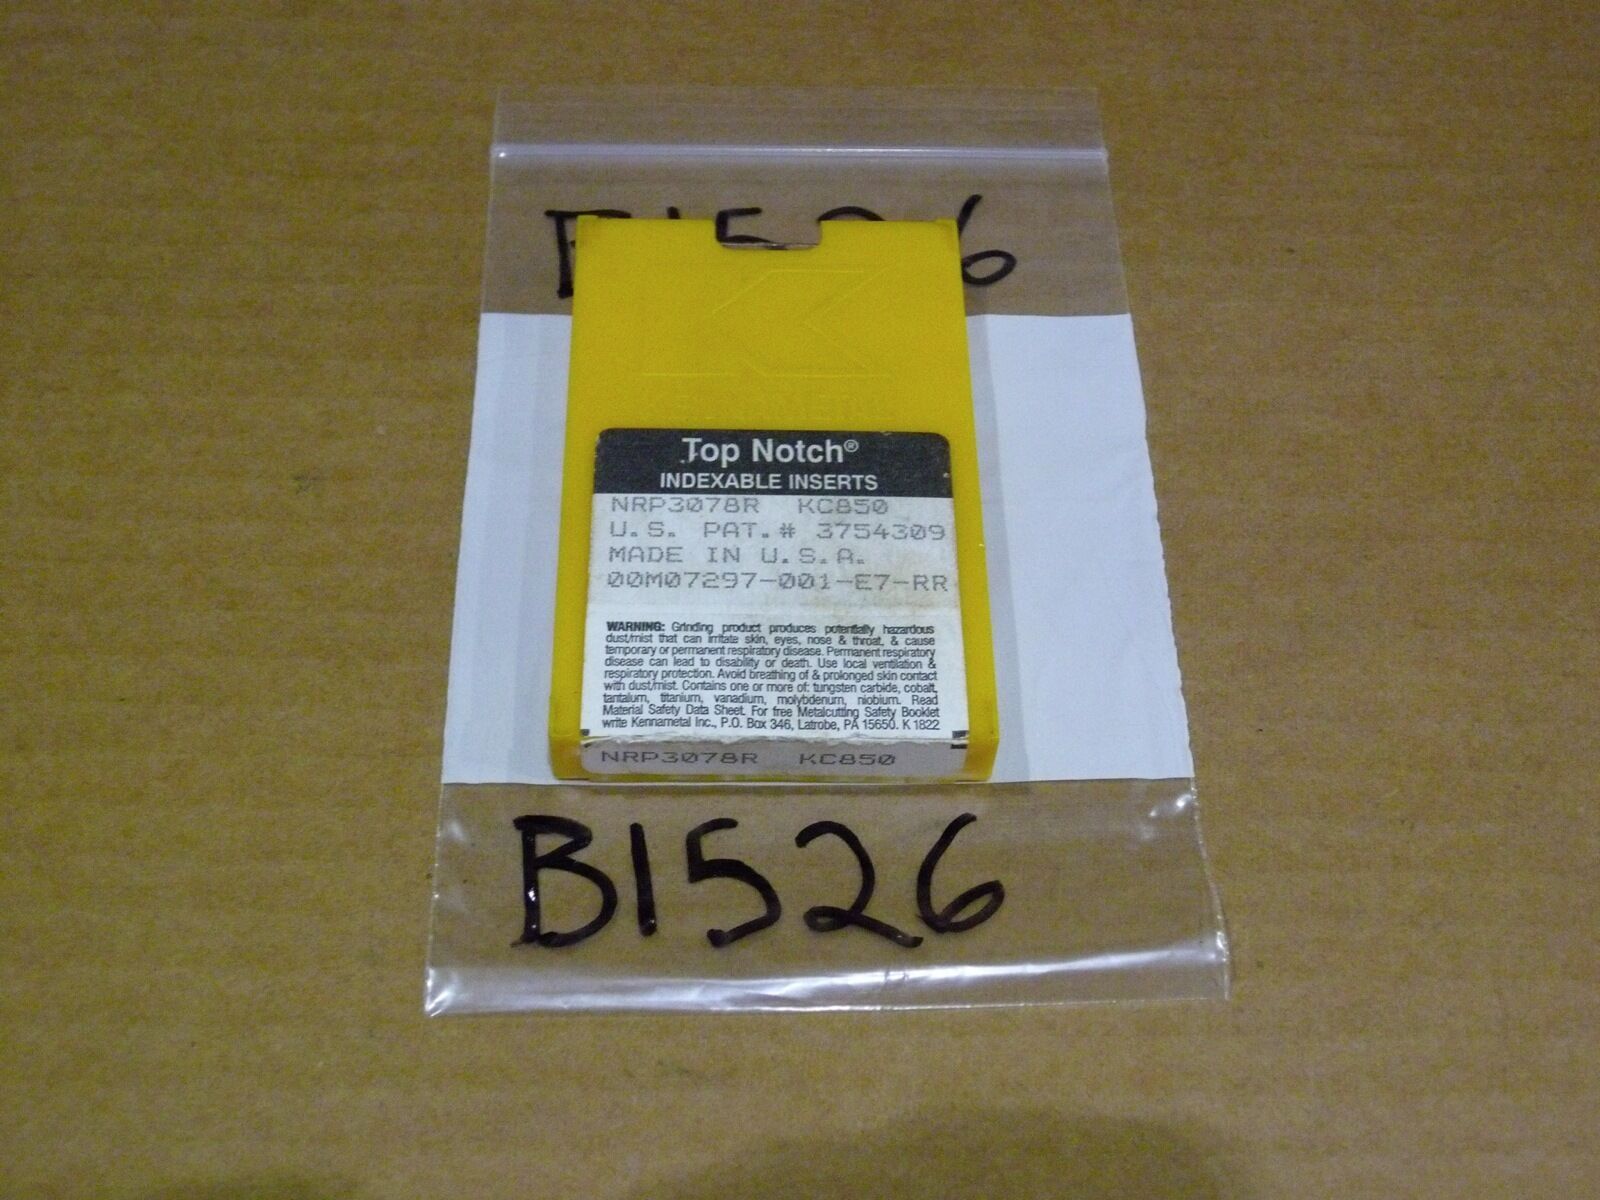 Top Notch®
INDEXABLE INSERTS
NRP3078R KC850
U.S. PAT.# 3754309
MADE IN U.S.A.
00M07297-001-E7-RR
WARNING: Grinding product produces potentially hazardous
dust/mist that can irritate skin, eyes, nose & throat, & cause
temporary or permanent respiratory disease. Permanent respiratory
disease can lead to disability or death. Use local ventilation &
respiratory protection. Avoid breathing of & prolonged skin contact
with dust/mist. Contains one or more of: tungsten carbide, cobalt,
tantalum, titanium, vanadium, molybdenum, niobium. Read
Material Safety Data Sheet. For free Metalcutting Safety Booklet
write Kennametal Inc., P.O. Box 346, Latrobe, PA 15650. K 1822
NRP3078R KC850
B1526